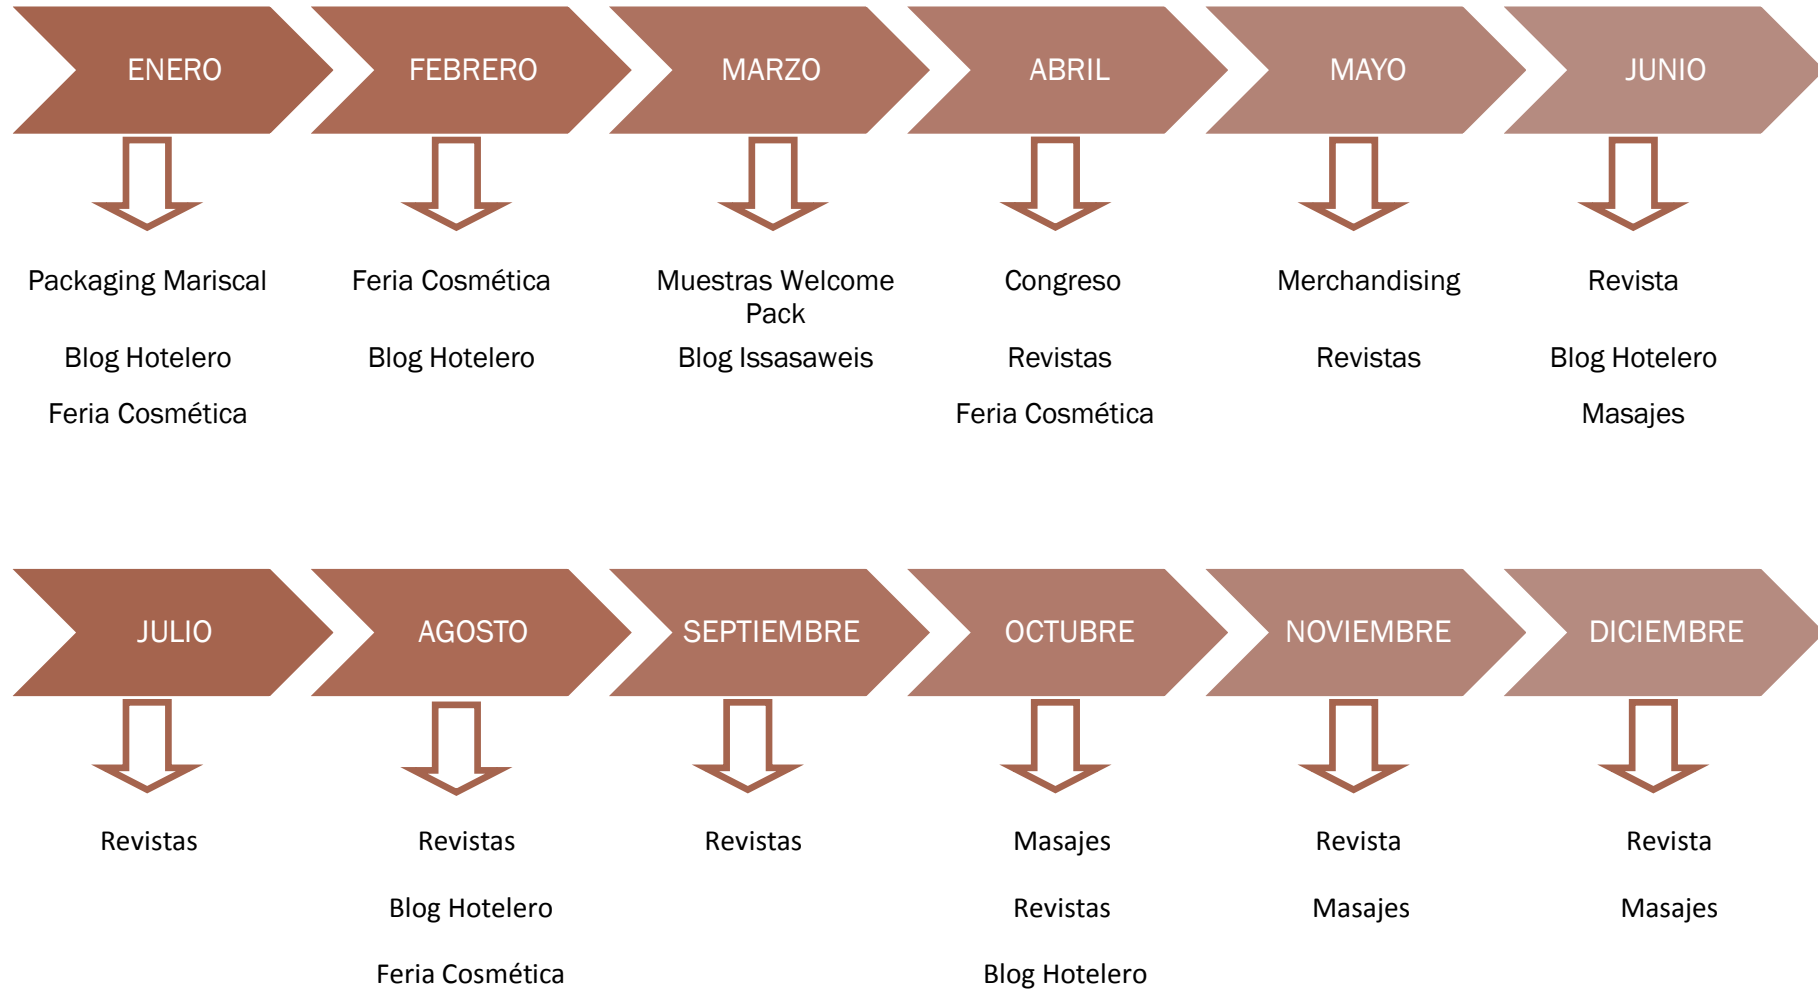 ENERO
FEBRERO
MARZO
ABRIL
MAYO
JUNIO
Packaging Mariscal
Feria Cosmética
Muestras Welcome
Pack
Congreso
Merchandising
Revista
Blog Hotelero
Blog Hotelero
Blog Issasaweis
Revistas
Revistas
Blog Hotelero
Feria Cosmética
Feria Cosmética
Masajes
JULIO
AGOSTO
SEPTIEMBRE
OCTUBRE
NOVIEMBRE
DICIEMBRE
Revistas
Revistas
Revistas
Masajes
Revista
Revista
Blog Hotelero
Revistas
Masajes
Masajes
Feria Cosmética
Blog Hotelero